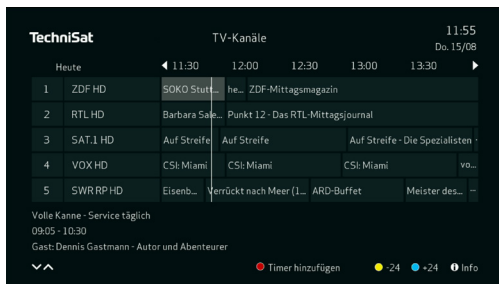 TechniSat TV-Kanäle 11:55
Do. 15/08
Heute 11:30 12:00 12:30 13:00 13:30
1 ZDF HD SOKO Stutt... he... ZDF-Mittagsmagazin
2 RTL HD Barbara Sale... Punkt 12 - Das RTL-Mittagsjournal
3 SAT.1 HD Auf Streife Auf Streife Auf Streife - Die Spezialisten -
4 VOX HD CSI: Miami CSI: Miami CSI: Miami vo...
5 SWR RP HD Eisenb... Verrückt nach Meer (1... ARD-Buffet Meister des... ...
Volle Kanne - Service täglich
09:05 - 10:30
Gast: Dennis Gastmann - Autor und Abenteurer
Timer hinzufügen -24 +24 Info